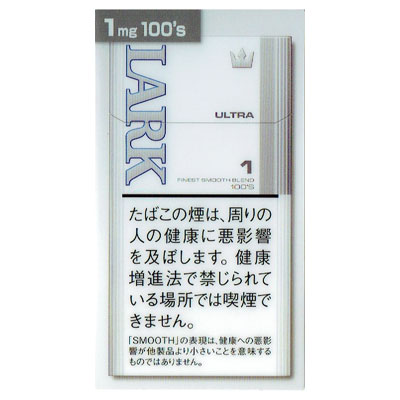 1mg 100's
LARK
ULTRA
1
FINEST SMOOTH BLEND
100'S
たばこの煙は、周りの
人の健康に悪影響
を及ぼします。健康
増進法で禁じられて
いる場所では喫煙で
きません。
「SMOOTH」の表現は、健康への悪影
響が他製品より小さいことを意味する
ものではありません。